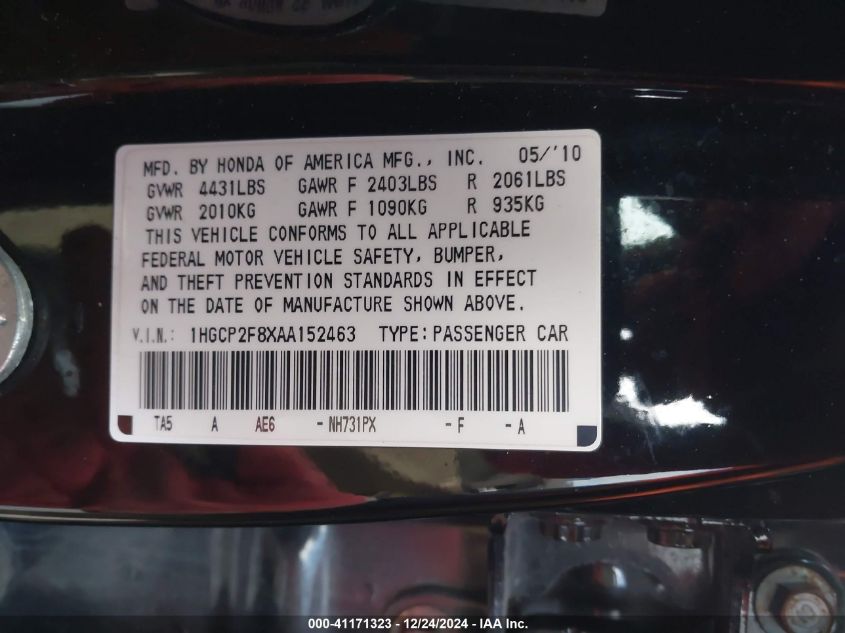 MFD. BY HONDA OF AMERICA MFG., INC. 05/'10
GVWR 4431LBS GAWR F 2403LBS R 2061LBS
GVWR 2010KG GAWR F 1090KG R 935KG
THIS VEHICLE CONFORMS TO ALL APPLICABLE
FEDERAL MOTOR VEHICLE SAFETY, BUMPER,
AND THEFT PREVENTION STANDARDS IN EFFECT
ON THE DATE OF MANUFACTURE SHOWN ABOVE.
V.I.N.: 1HGCP2F8XAA152463 TYPE: PASSENGER CAR
TA5 A AE6 -NH731PX -F -A
000-41171323 - 12/24/2024 - IAA Inc.